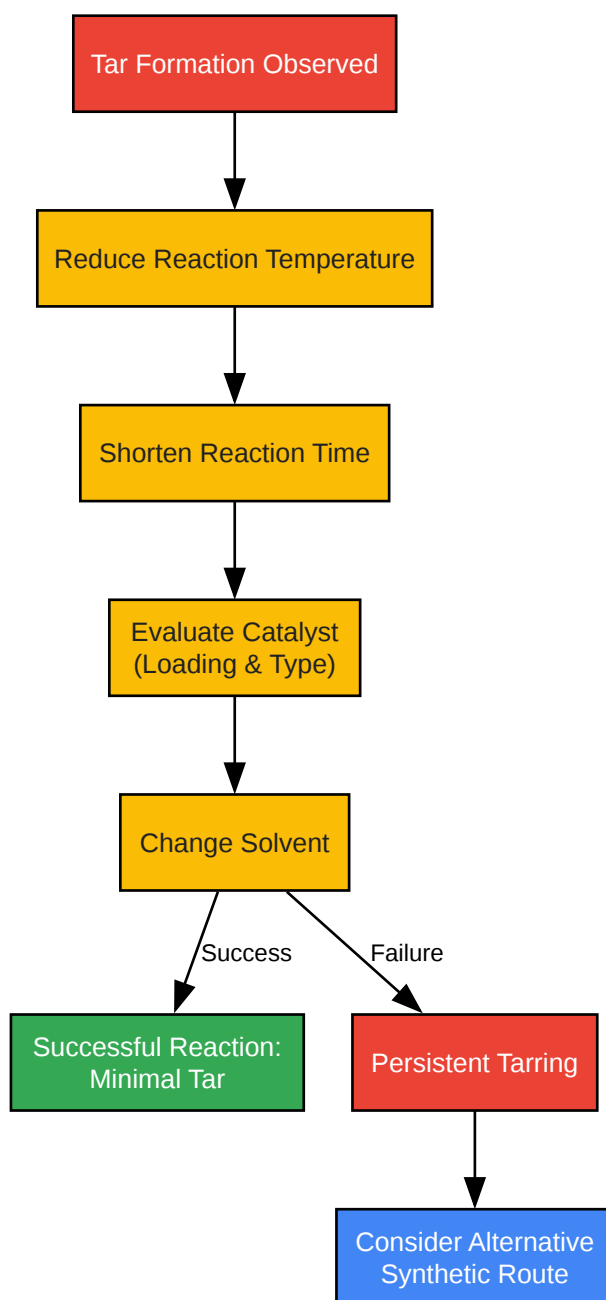 Tar Formation Observed
Reduce Reaction Temperature
Shorten Reaction Time
Evaluate Catalyst
(Loading & Type)
Change Solvent
Success
Failure
Successful Reaction:
Minimal Tar
Persistent Tarring
Consider Alternative
Synthetic Route